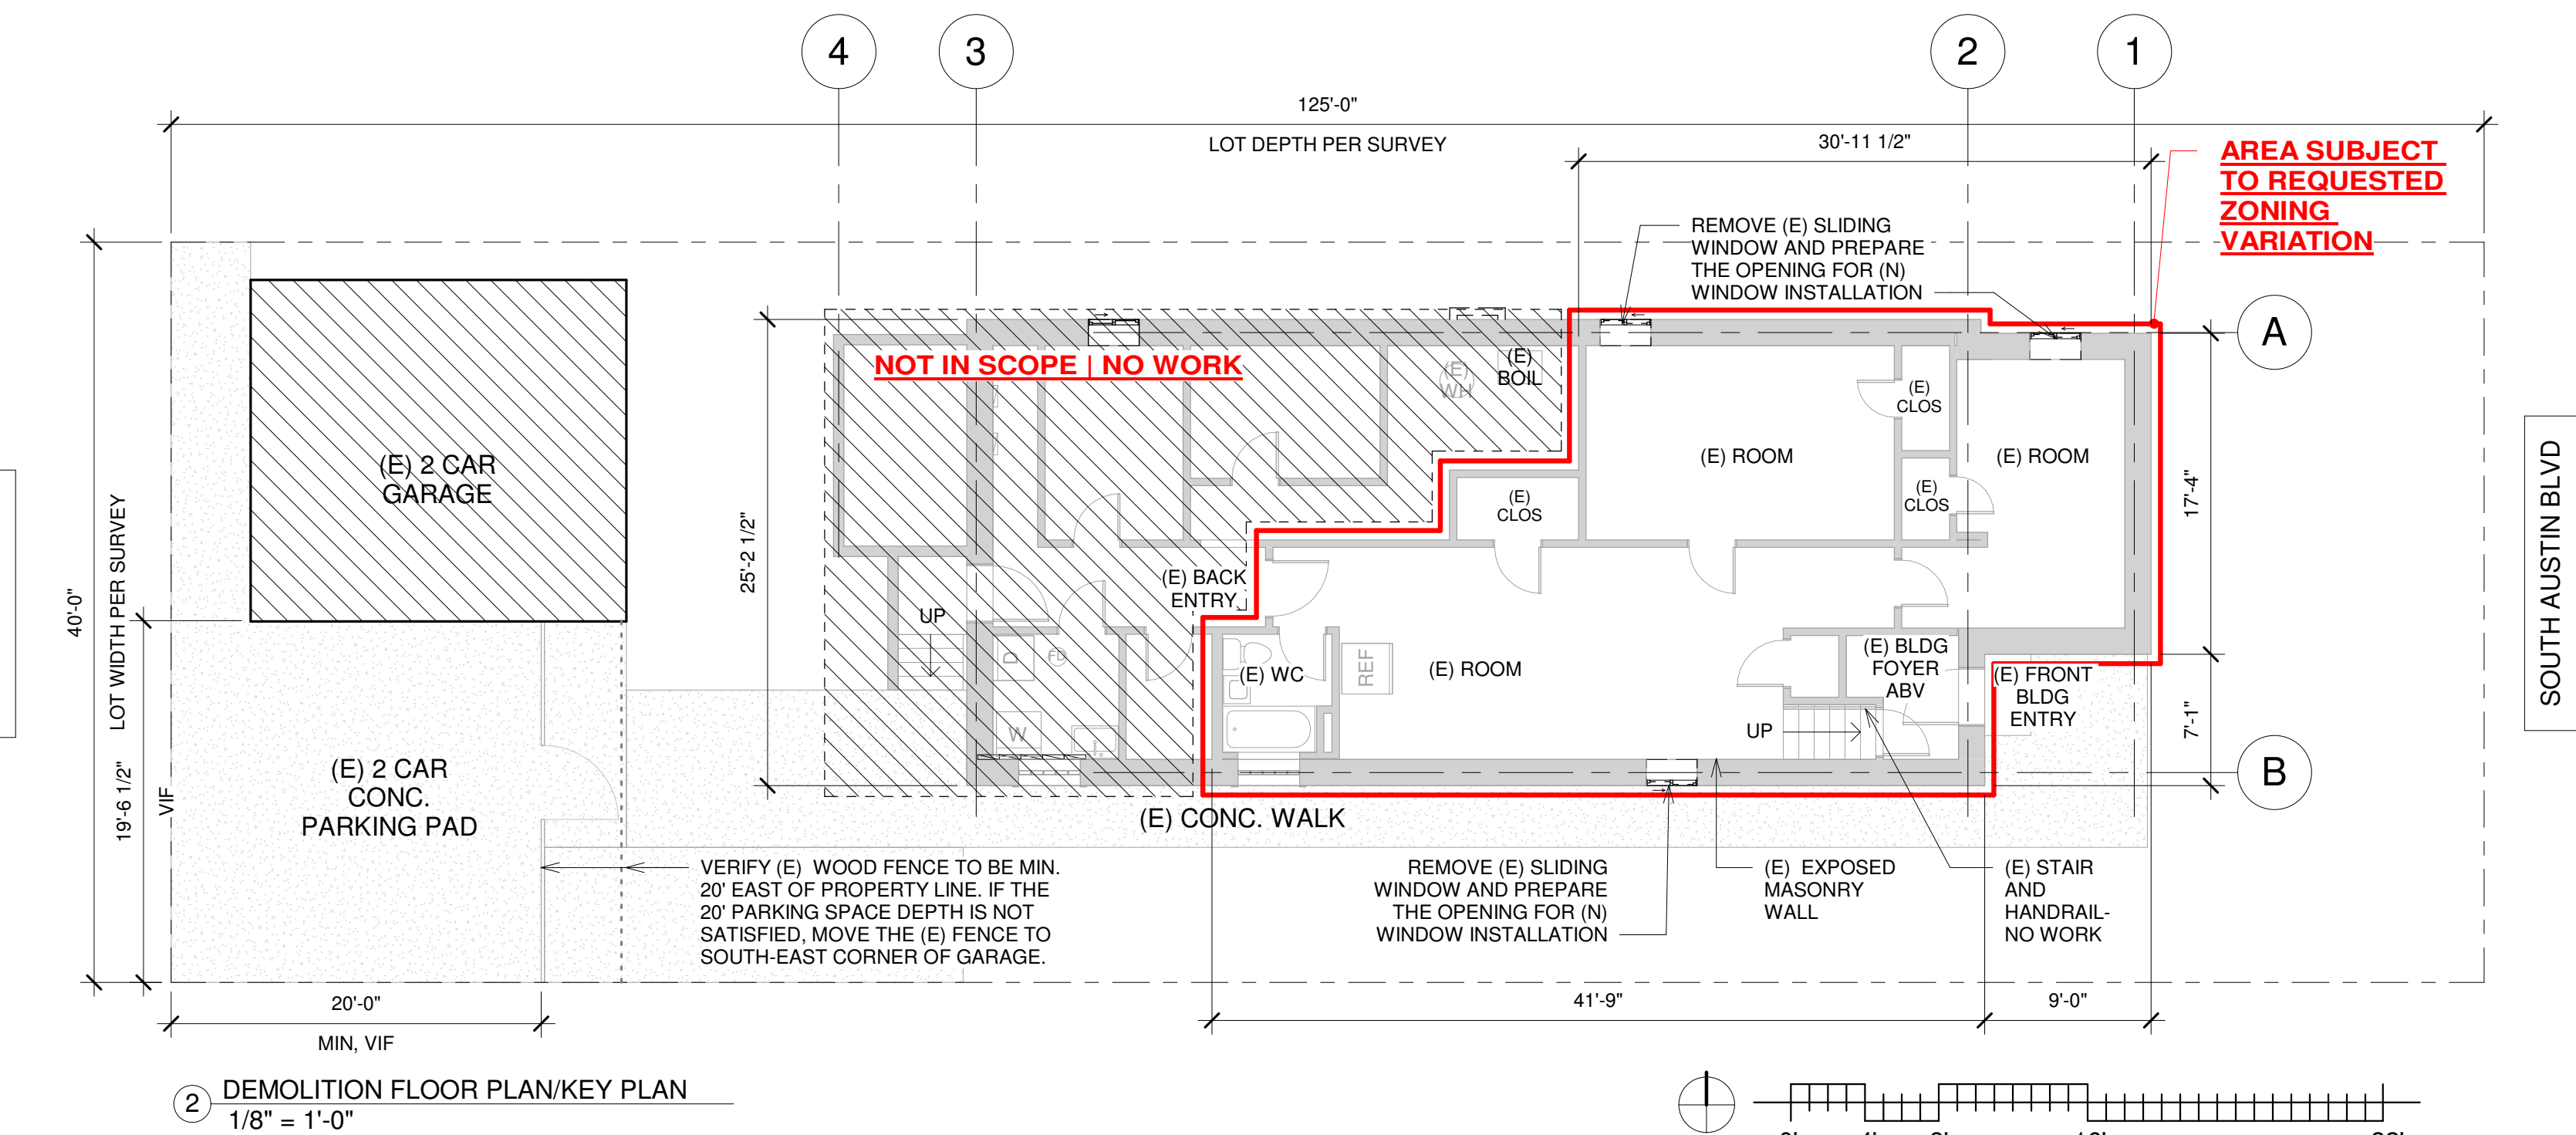 4
3
2
1
125'-0"
LOT DEPTH PER SURVEY
30'-11 1/2"
AREA SUBJECT
TO REQUESTED
ZONING
VARIATION
REMOVE (E) SLIDING
WINDOW AND PREPARE
THE OPENING FOR (N)
WINDOW INSTALLATION
A
NOT IN SCOPE | NO WORK
(E)
WH
(E)
BOIL
(E)
CLOS
(E) 2 CAR
GARAGE
(E) ROOM
(E) ROOM
(E)
CLOS
(E)
CLOS
17'-4"
SOUTH AUSTIN BLVD
40'-0"
LOT WIDTH PER SURVEY
25'-2 1/2"
(E) BACK
ENTRY
UP
D
FD
W
(E) WC
REF
(E) ROOM
(E) BLDG
FOYER
ABV
(E) FRONT
BLDG
ENTRY
UP
7'-1"
B
19'-6 1/2"
VIF
(E) 2 CAR
CONC.
PARKING PAD
(E) CONC. WALK
VERIFY (E) WOOD FENCE TO BE MIN.
20' EAST OF PROPERTY LINE. IF THE
20' PARKING SPACE DEPTH IS NOT
SATISFIED, MOVE THE (E) FENCE TO
SOUTH-EAST CORNER OF GARAGE.
REMOVE (E) SLIDING
WINDOW AND PREPARE
THE OPENING FOR (N)
WINDOW INSTALLATION
(E) EXPOSED
MASONRY
WALL
(E) STAIR
AND
HANDRAIL-
NO WORK
20'-0"
MIN, VIF
41'-9"
9'-0"
2
DEMOLITION FLOOR PLAN/KEY PLAN
1/8" = 1'-0"